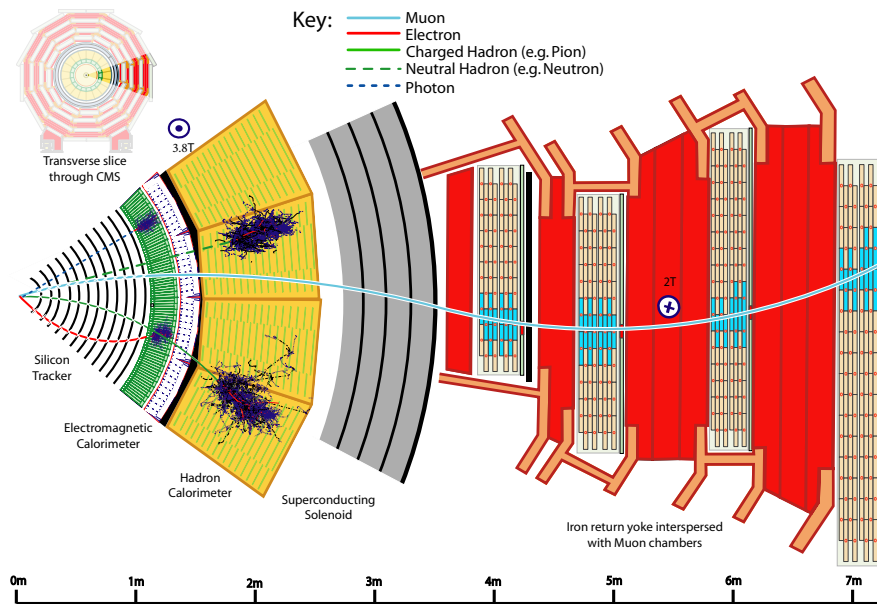 Key:
Muon
Electron
Charged Hadron (e.g. Pion)
Neutral Hadron (e.g. Neutron)
Photon
Transverse slice
through CMS
3.8T
2T
Silicon
Tracker
Electromagnetic
Calorimeter
Hadron
Calorimeter
Superconducting
Solenoid
Iron return yoke interspersed
with Muon chambers
0m 1m 2m 3m 4m 5m 6m 7m